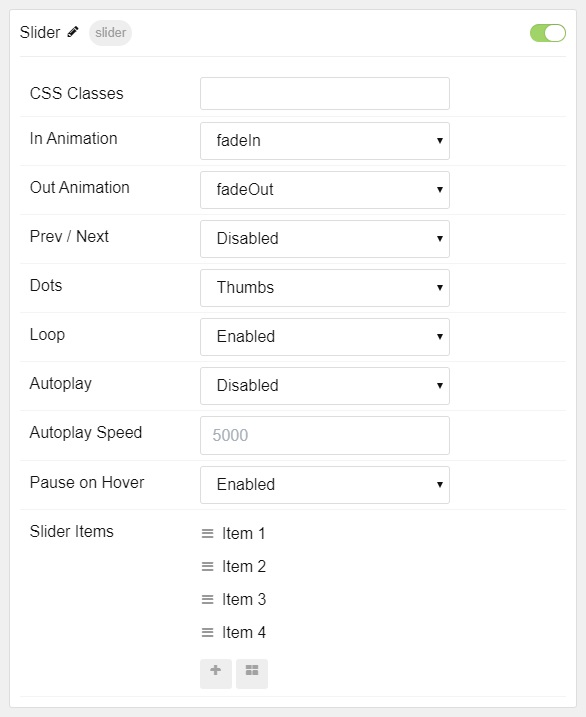 Slider slider
CSS Classes
In Animation fadeIn
Out Animation fadeOut
Prev / Next Disabled
Dots Thumbs
Loop Enabled
Autoplay Disabled
Autoplay Speed 5000
Pause on Hover Enabled
Slider Items Item 1
Item 2
Item 3
Item 4